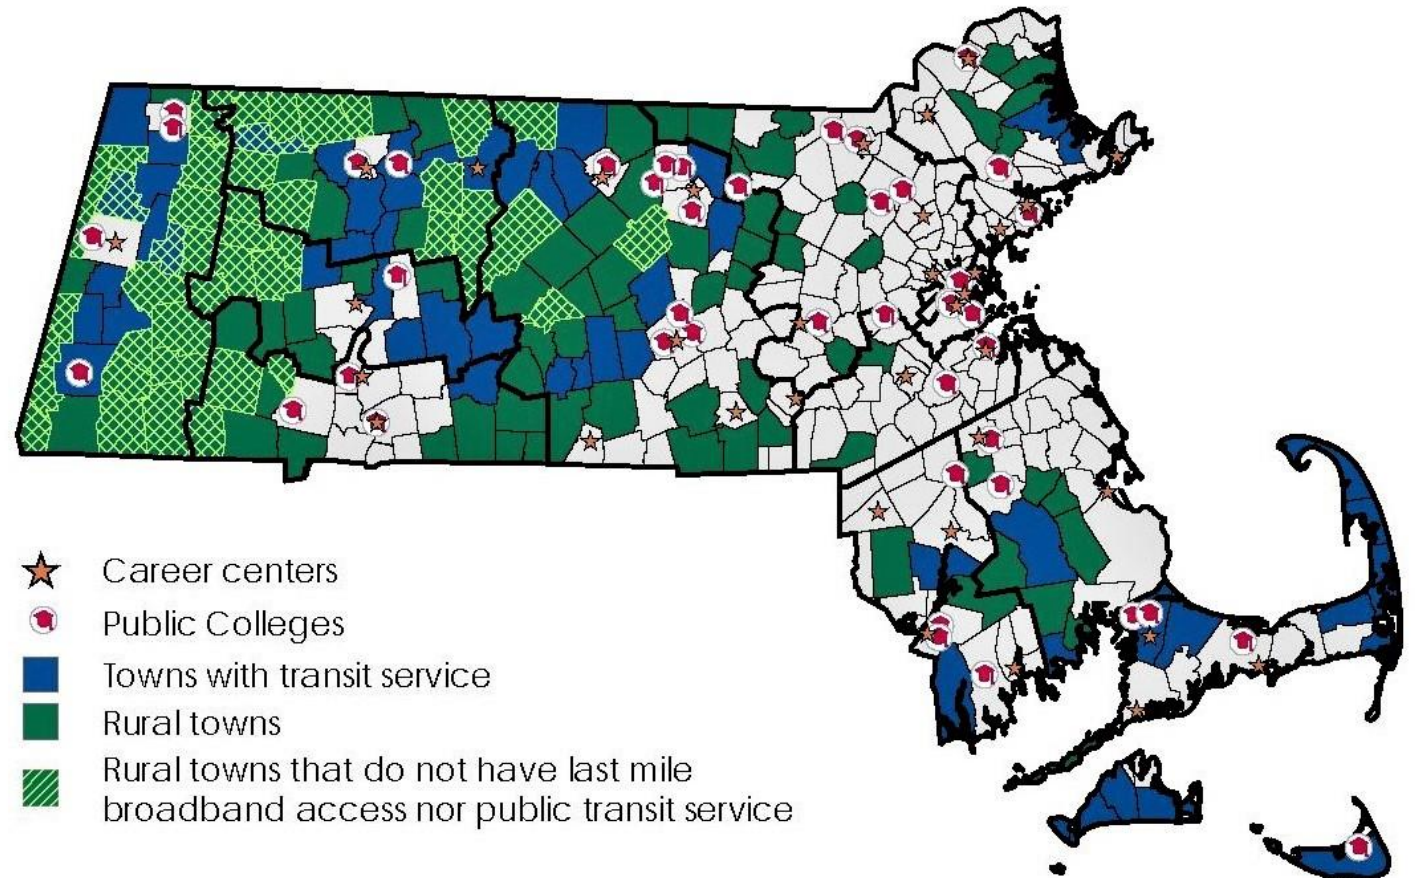 Career centers
Public Colleges
Towns with transit service
Rural towns
Rural towns that do not have last mile
broadband access nor public transit service